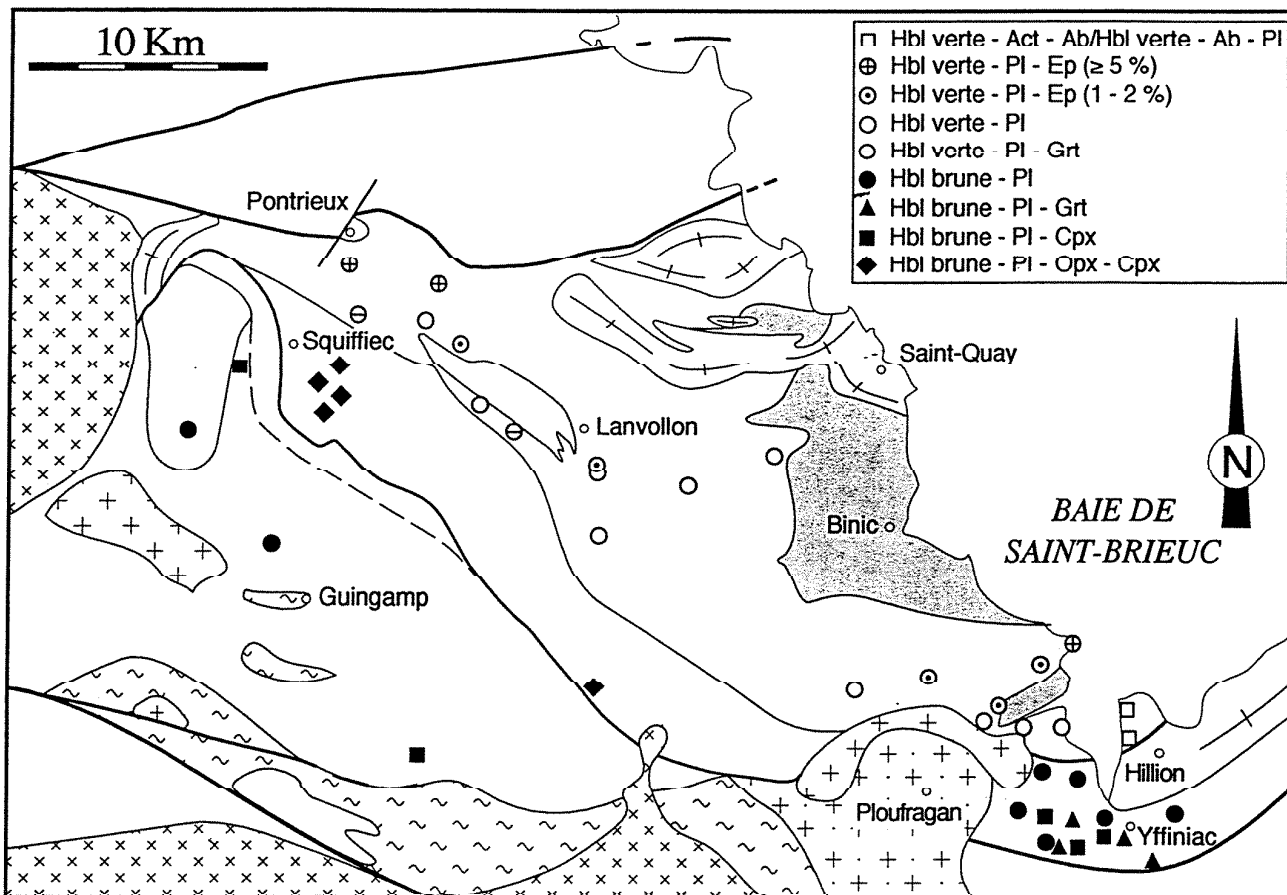 10 Km
Hbl verte - Act - Ab/Hbl verte - Ab - Pl
Hbl verte - Pl - Ep (≥ 5 %)
Hbl verte - Pl - Ep (1 - 2 %)
Hbl verte - Pl
Hbl verte - Pl - Grt
Hbl brune - Pl
Hbl brune - Pl - Grt
Hbl brune - Pl - Cpx
Hbl brune - Pl - Opx - Cpx
Pontrieux
Squiffiec
Saint-Quay
Lanvollon
N
Binic
BAIE DE
SAINT-BRIEUC
Guingamp
Hillion
Ploufragan
Yffiniac